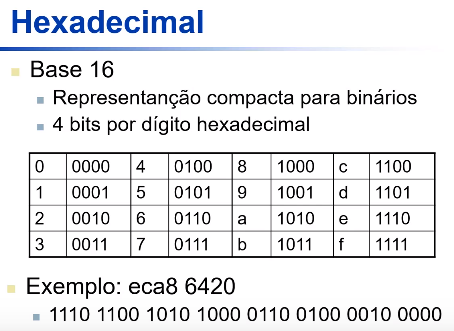 Hexadecimal
Base 16
Representanção compacta para binários
4 bits por dígito hexadecimal
0 0000 4 0100 8 1000 c 1100
1 0001 5 0101 9 1001 d 1101
2 0010 6 0110 a 1010 e 1110
3 0011 7 0111 b 1011 f 1111
Exemplo: eca8 6420
1110 1100 1010 1000 0110 0100 0010 0000